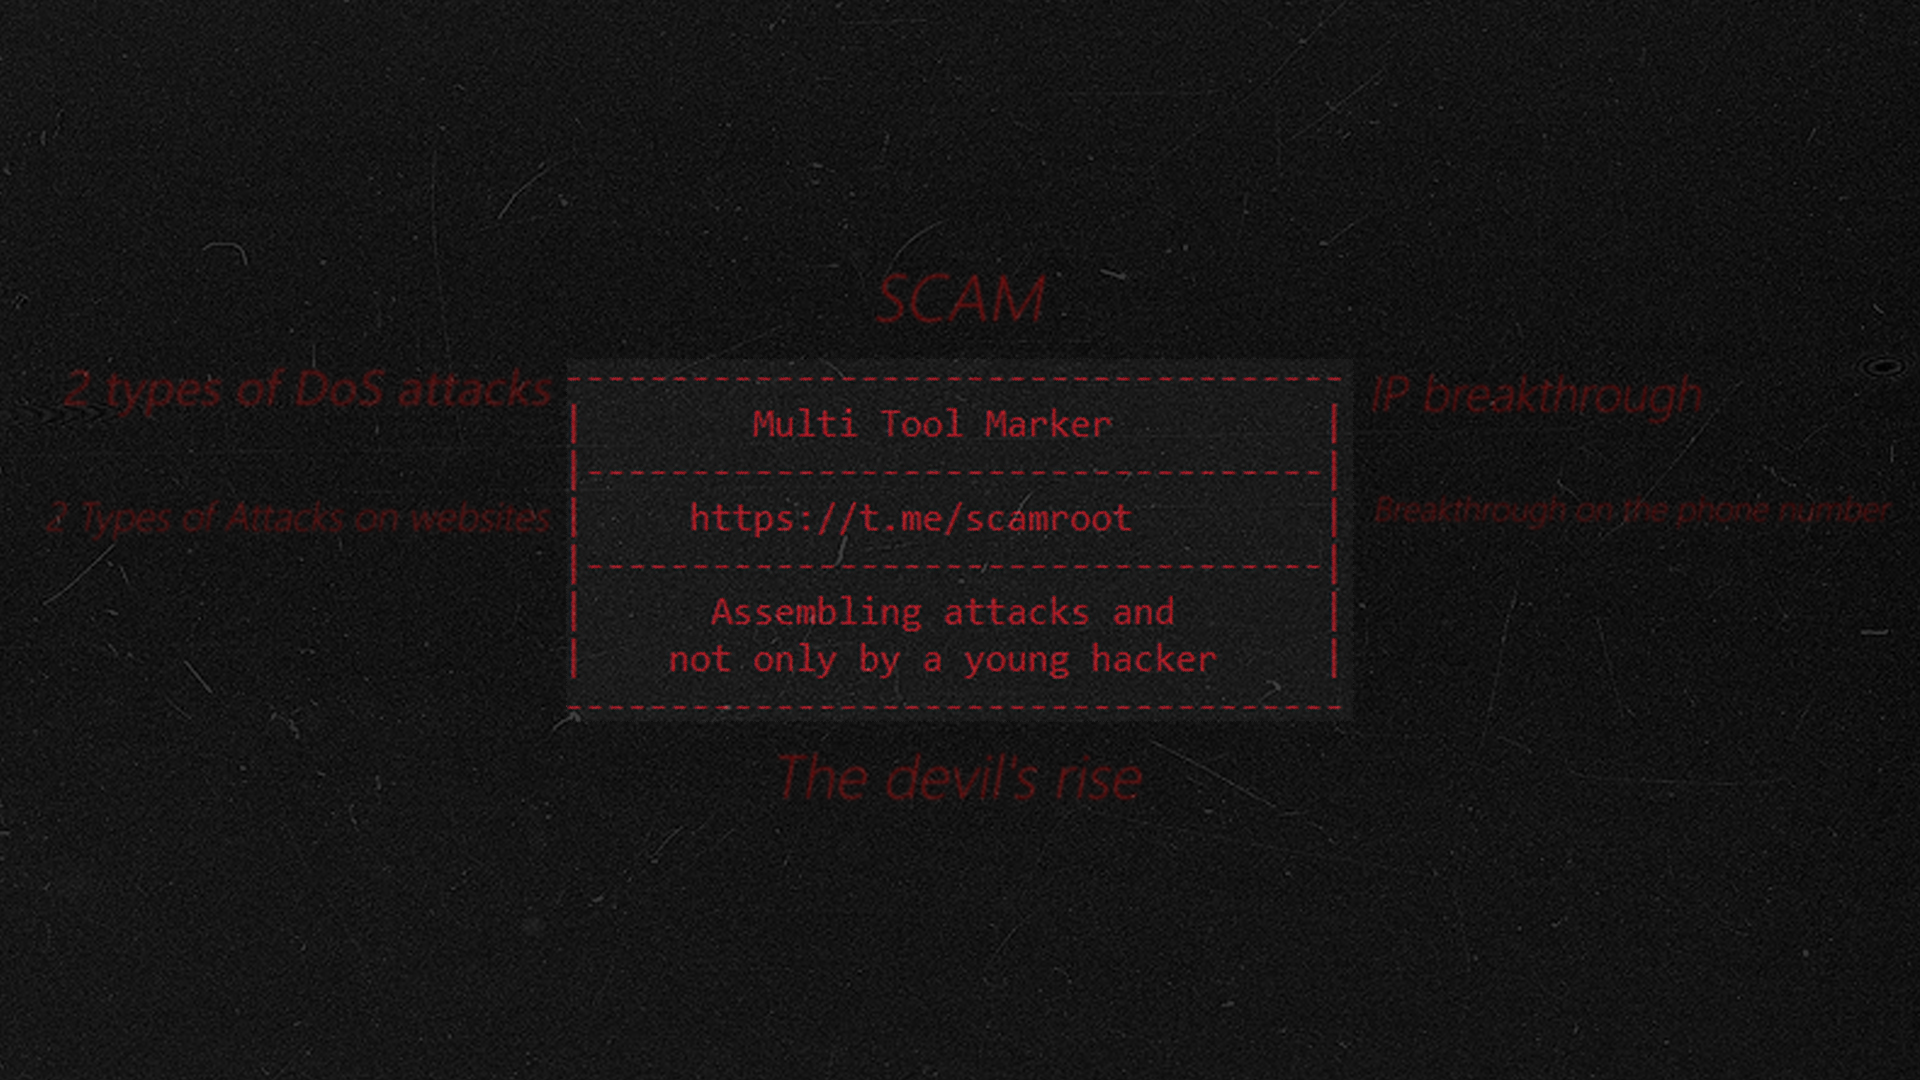 SCAM
2 types of DoS attacks
IP breakthrough
Multi Tool Marker
2 Types of Attacks on websites
https://t.me/scamroot
Breakthrough on the phone number
Assembling attacks and
not only by a young hacker
The devil's rise